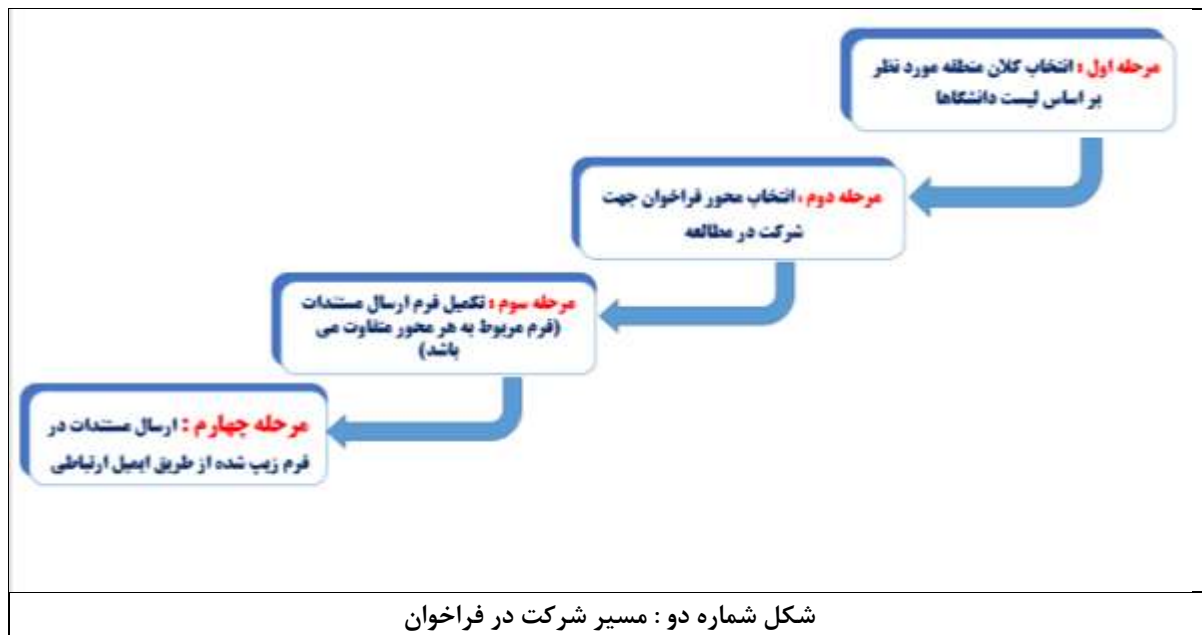 مرحله اول : انتخاب کلان منطقه مورد نظر
بر اساس لیست دانشگاها
مرحله دوم : انتخاب محور فراخوان جهت
شرکت در مطالعه
مرحله سوم : تکمیل فرم ارسال مستندات
(فرم مربوط به هر محور متفاوت می
باشد)
مرحله چهارم : ارسال مستندات در
فرم زیپ شده از طریق ایمیل ارتباطی
شکل شماره دو : مسیر شرکت در فراخوان